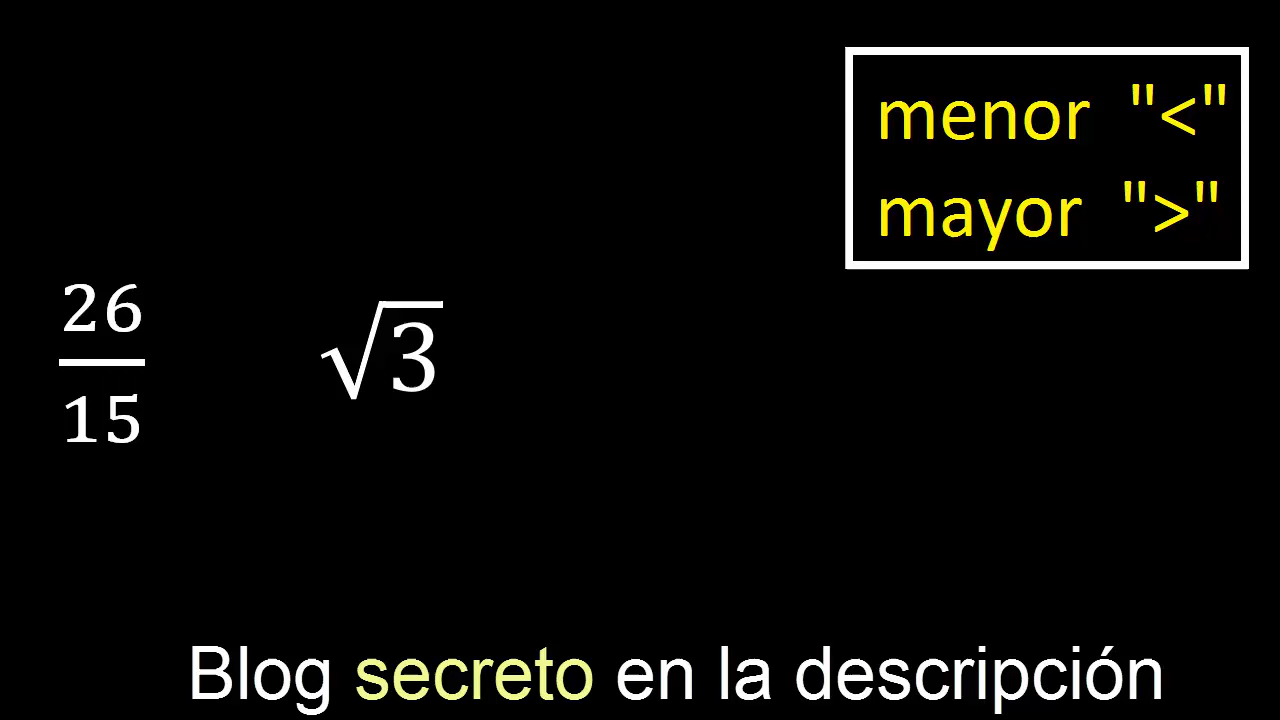 menor "<"
mayor ">"
26
15
√3
Blog secreto en la descripción